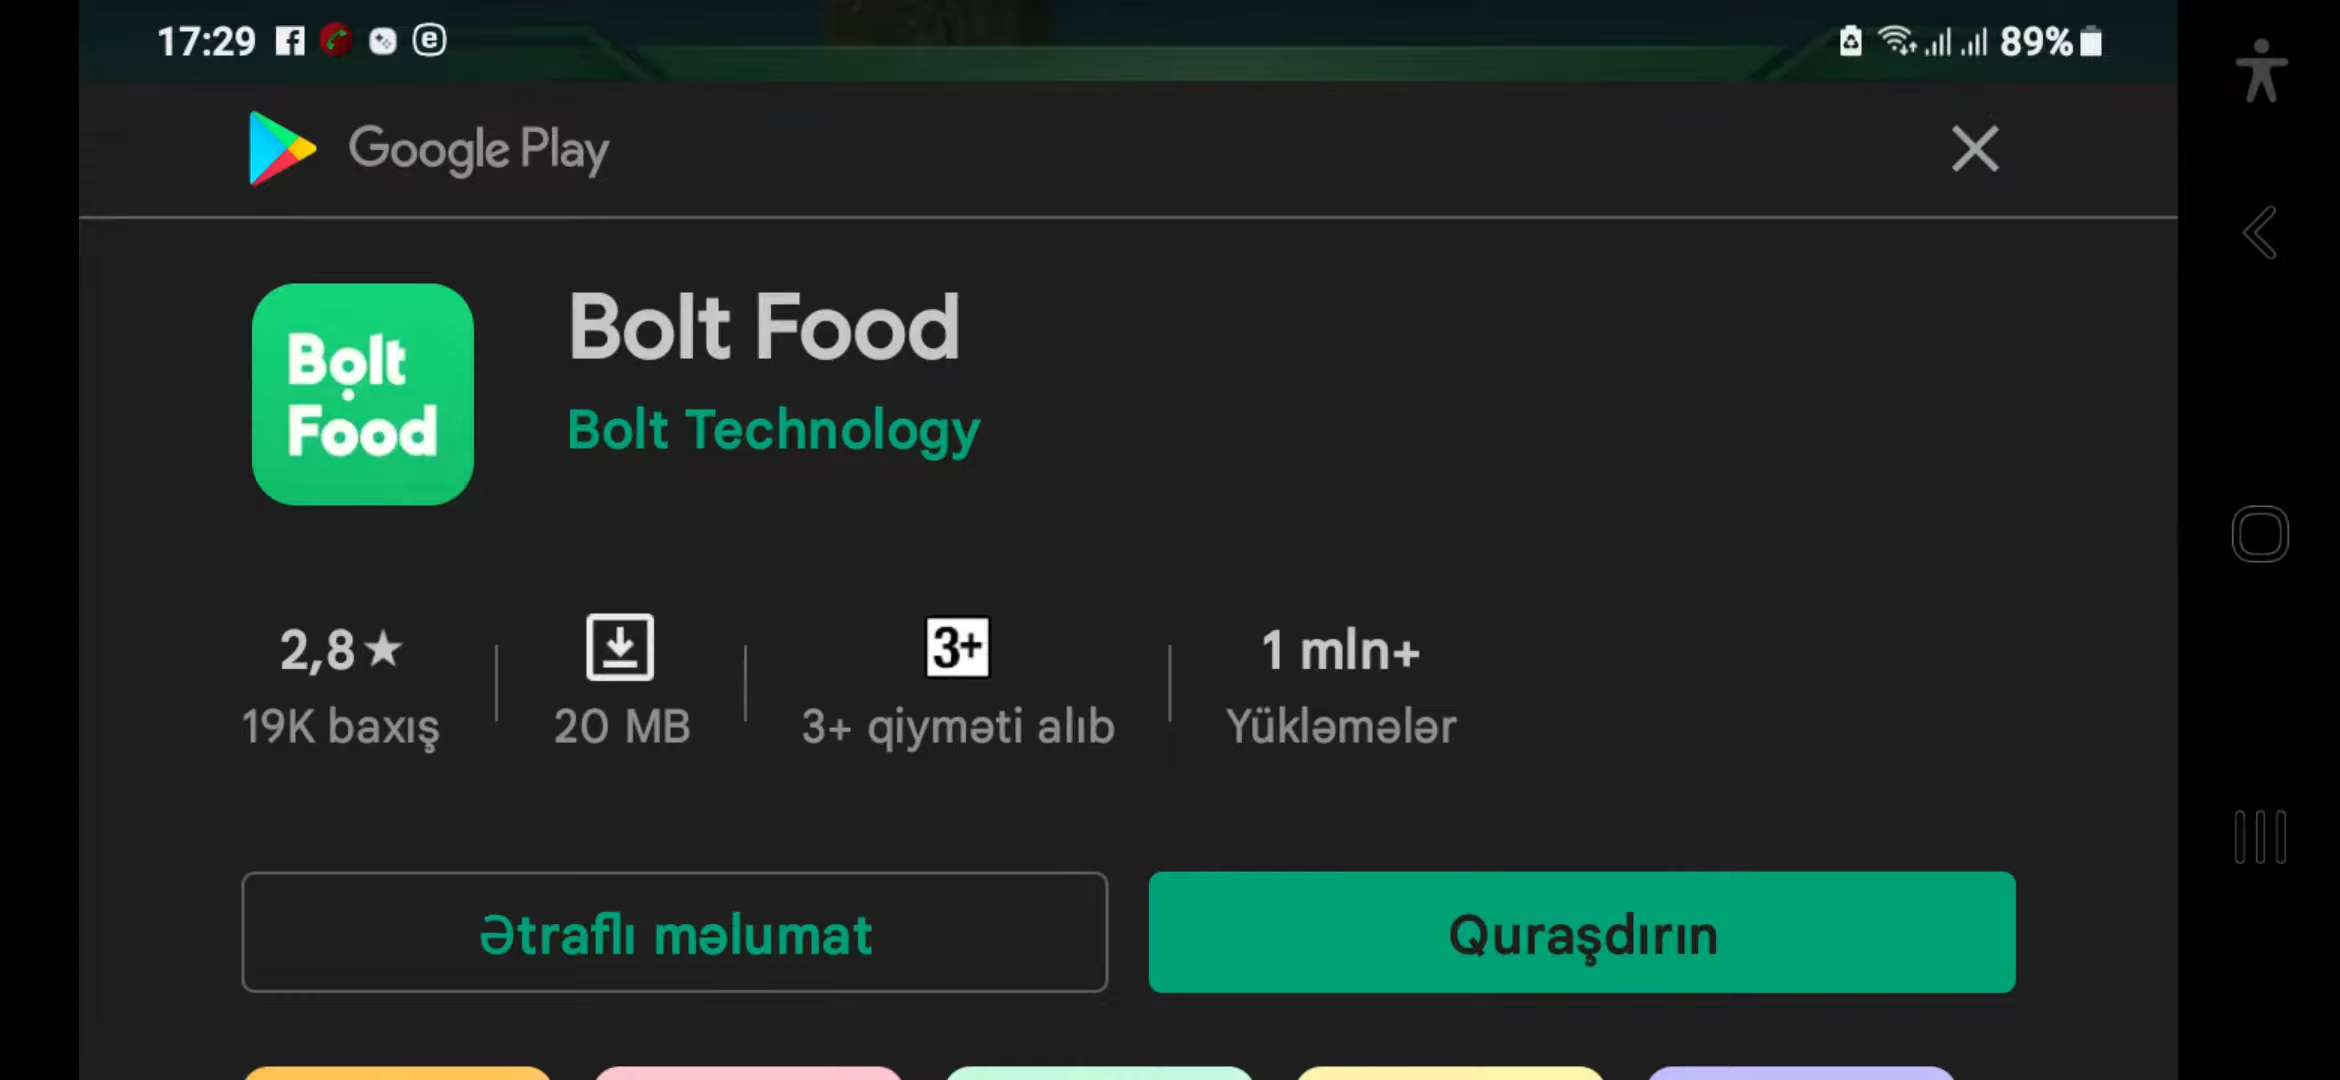 17:29
89%
Google Play
Bolt Food
Bolt Food
Bolt Technology
2,8★
3+
1 mln+
19K baxış
20 MB
3+ qiyməti alıb
Yükləmələr
Ətraflı məlumat
Quraşdırın